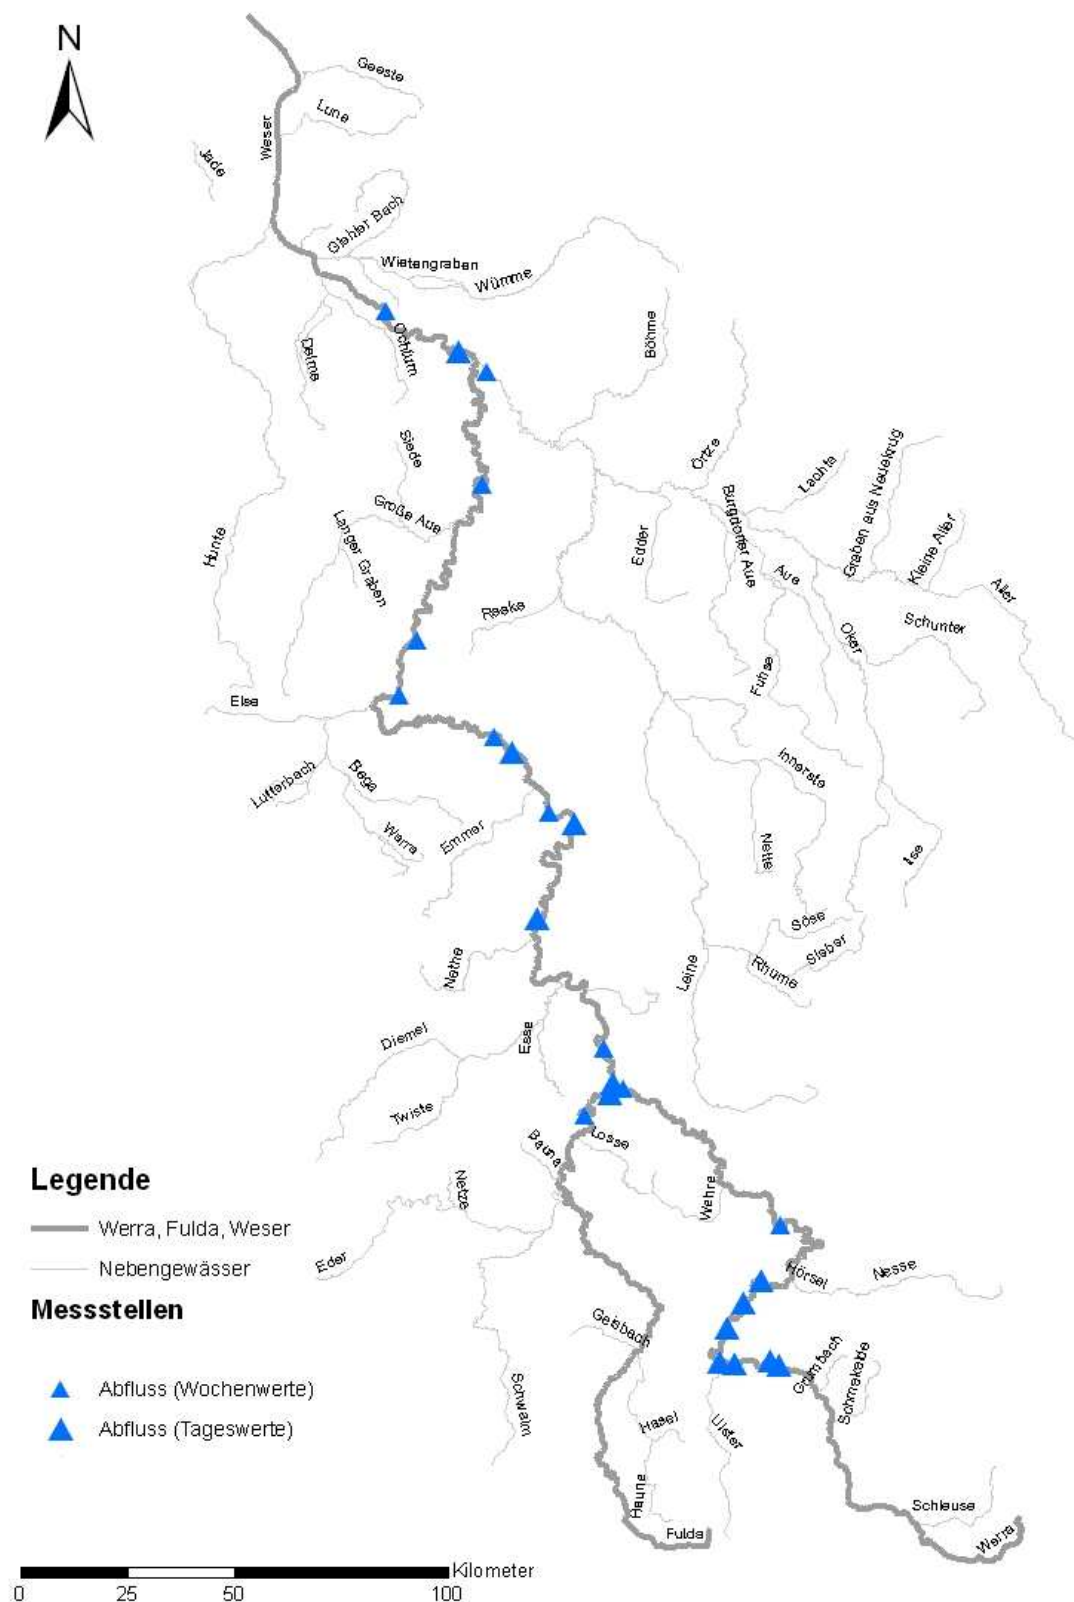 N
Geeste
Lune
Weser
Jade
Giehler Bach
Wietengraben
Wümme
Ochtum
Delme
Böhme
Siede
Örtze
Lachte
Graben aus Neuekrug
Große Aue
Burgdorfer Aue
Langer Graben
Hunte
Edder
Kleine Aller
Aue
Aller
Reeke
Schunter
Oker
Fuhse
Else
Innerste
Lutterbach
Bega
Werra
Emmer
Nette
Ilse
Söse
Sieber
Nethe
Rhume
Leine
Diemel
Esse
Twiste
Losse
Bauna
Legende
Netze
Wehre
Werra, Fulda, Weser
Nebengewässer
Eder
Hörsel
Nesse
Messstellen
Geisbach
Grumbach
Schmalkalde
Abfluss (Wochenwerte)
Schwalm
Hasel
Ulster
Abfluss (Tageswerte)
Haune
Schleuse
Fulda
Werra
Kilometer
0 25 50 100